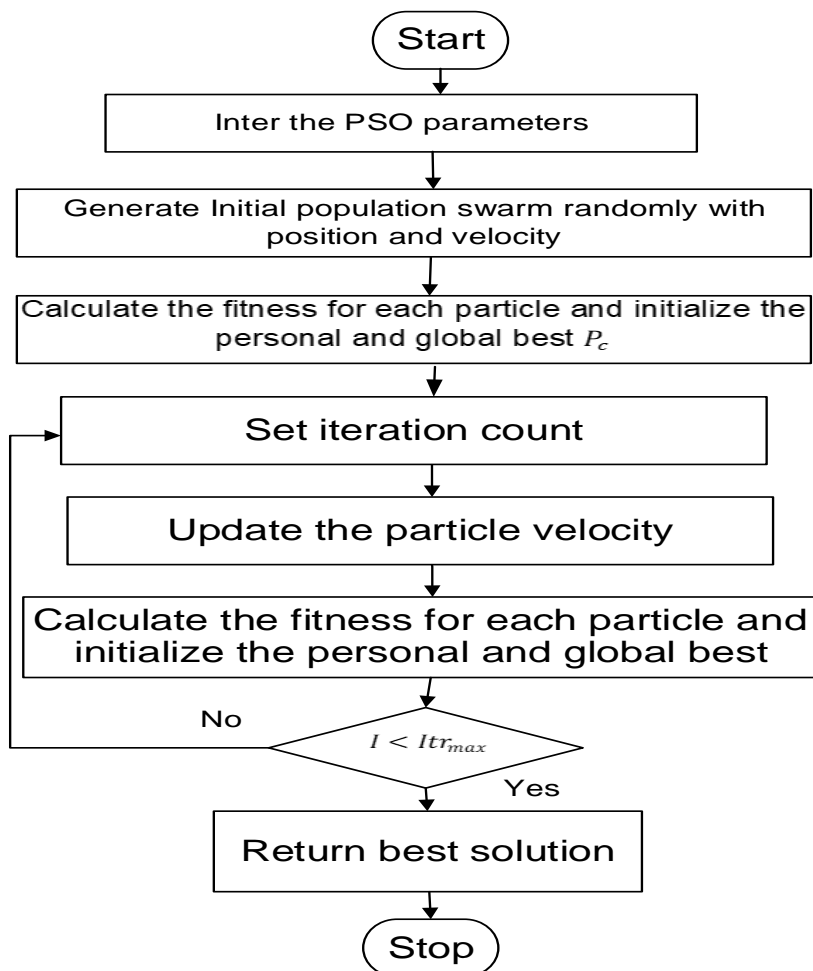 Start
Inter the PSO parameters
Generate Initial population swarm randomly with
position and velocity
Calculate the fitness for each particle and initialize the
personal and global best P_c
Set iteration count
Update the particle velocity
Calculate the fitness for each particle and
initialize the personal and global best
No
I < Itr_max
Yes
Return best solution
Stop